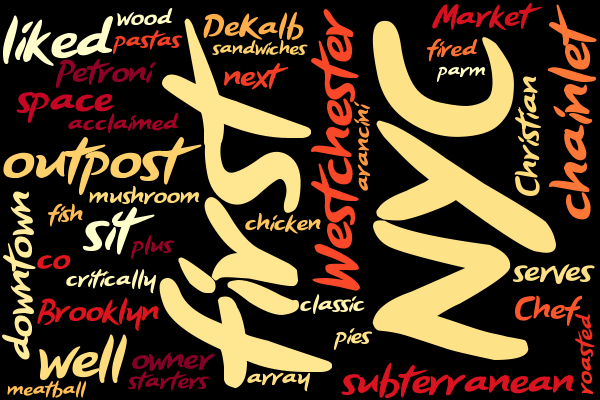 liked
wood
pastas
DeKalb
sandwiches
Petroni
next
space
acclaimed
outpost
mushroom
fish
sit
plus
downtown
co
critically
Brooklyn
well
owner
starters
meatball
first
chicken
classic
array
pies
Westchester
arancini
NYC
Market
fired
parm
Christian
chainlet
serves
Chef
roasted
subterranean